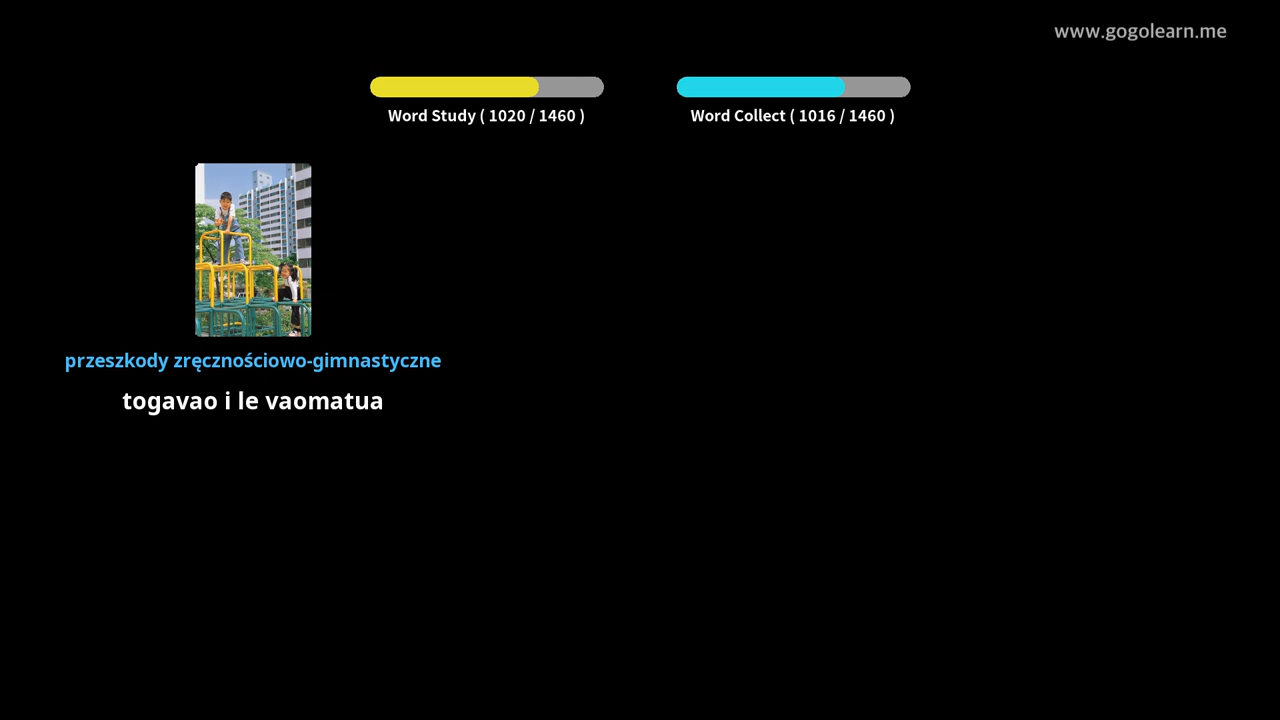 www.gogolearn.me
Word Study ( 1020 / 1460 )
Word Collect ( 1016 / 1460 )
przeszkody zręcznościowo-gimnastyczne
togavao i le vaomatua